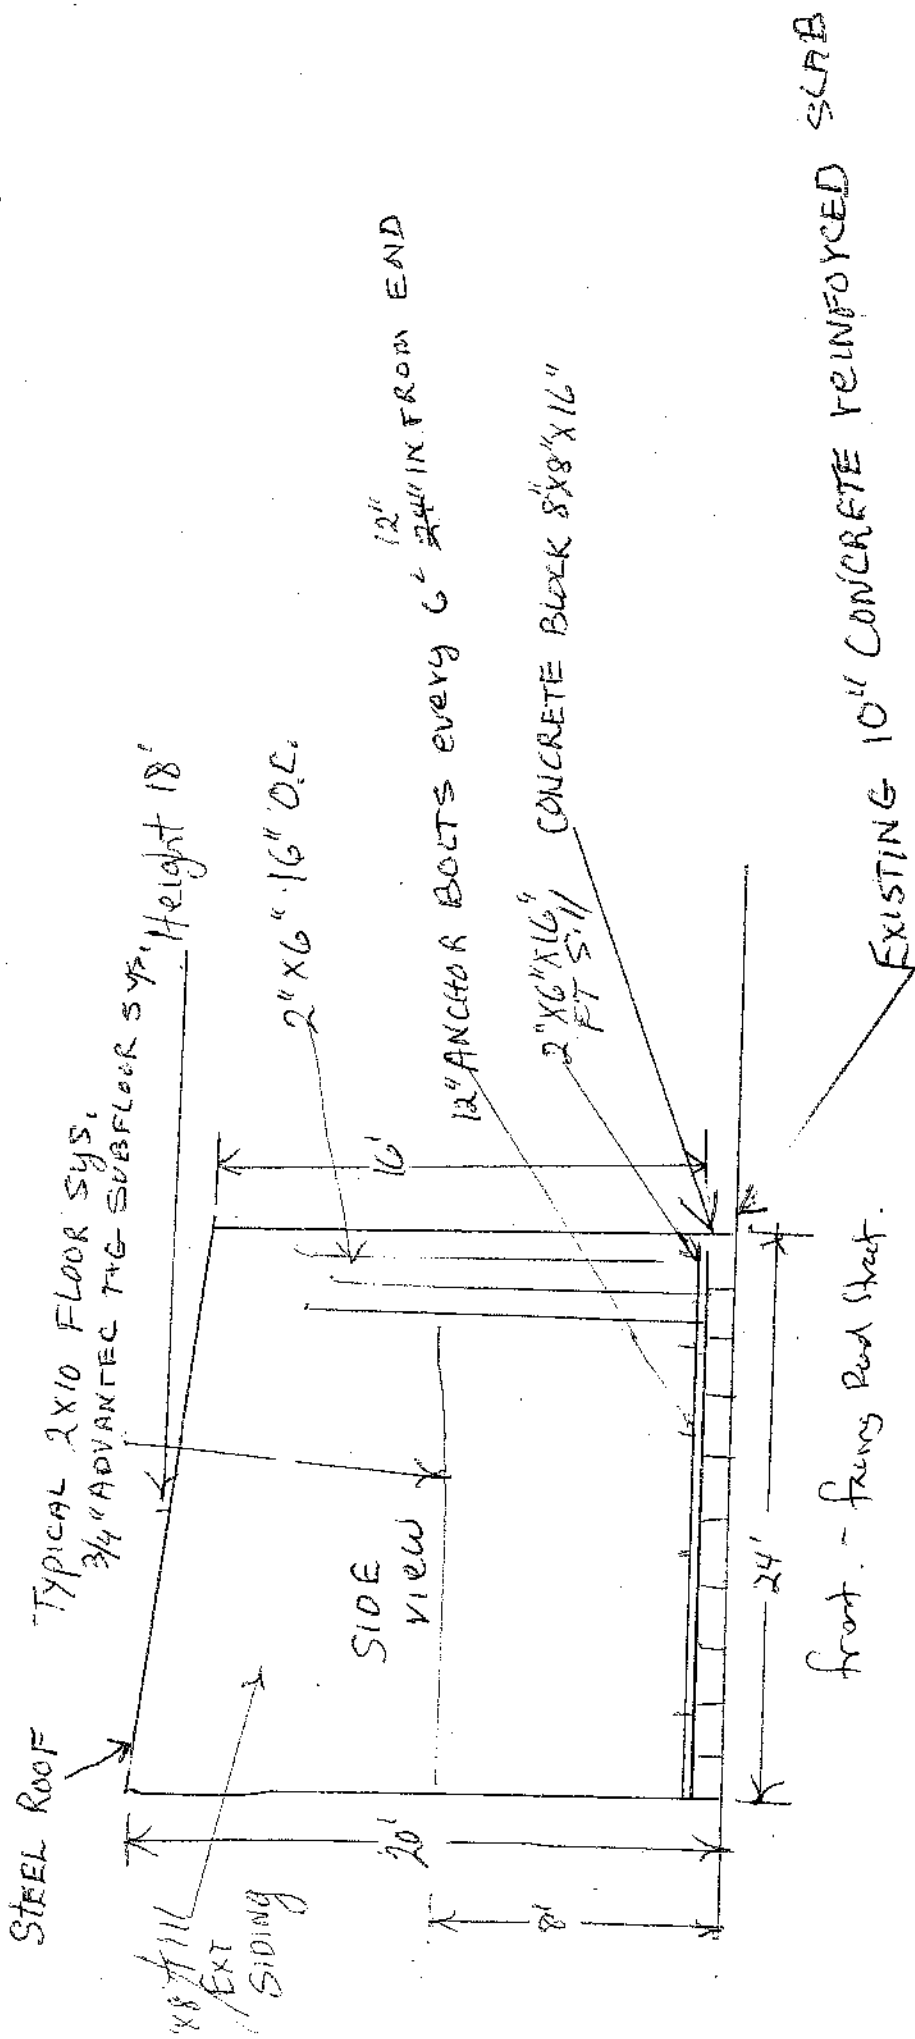 STEEL ROOF
TYPICAL 2X10 FLOOR SYS.
3/4" ADVANTEC T+G SUBFLOOR SYS.
Height 18'
2"X6" 16" O.C.
12"
12" ANCHOR BOLTS every 6' 24" IN FROM END
2"X6"X16'
PT Sill
CONCRETE BLOCK 8"X8"X16"
16'
SIDE
VIEW
20'
8'
EXT
SIDING
24'
EXISTING 10" CONCRETE reINFORCED SLAB
front. - facing